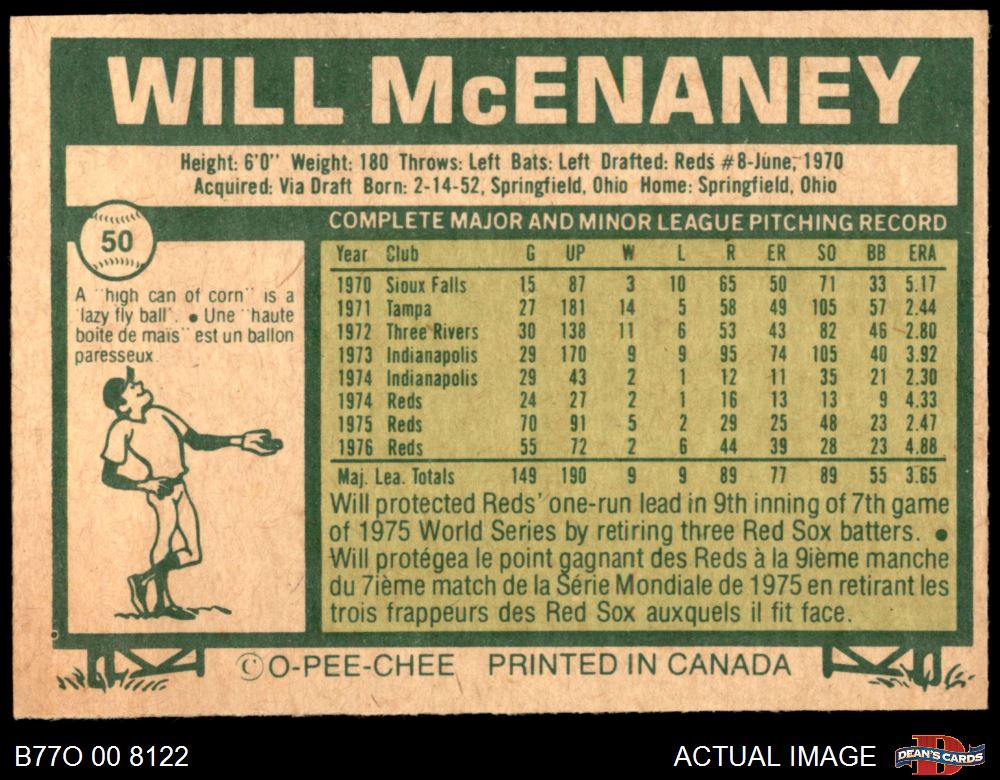 WILL McENANEY
Height: 6'0" Weight: 180 Throws: Left Bats: Left Drafted: Reds #8-June, 1970
Acquired: Via Draft Born: 2-14-52, Springfield, Ohio Home: Springfield, Ohio
50
A "high can of corn" is a
"lazy fly ball". ● Une "haute
boîte de maïs" est un ballon
paresseux.
COMPLETE MAJOR AND MINOR LEAGUE PITCHING RECORD
Year Club G UP W L R ER SO BB ERA
1970 Sioux Falls 15 87 3 10 65 50 71 33 5.17
1971 Tampa 27 181 14 5 58 49 105 57 2.44
1972 Three Rivers 30 138 11 6 53 43 82 46 2.80
1973 Indianapolis 29 170 9 9 95 74 105 40 3.92
1974 Indianapolis 29 43 2 1 12 11 35 21 2.30
1974 Reds 24 27 2 1 16 13 13 9 4.33
1975 Reds 70 91 5 2 29 25 48 23 2.47
1976 Reds 55 72 2 6 44 39 28 23 4.88
Maj. Lea. Totals 149 190 9 9 89 77 89 55 3.65
Will protected Reds' one-run lead in 9th inning of 7th game
of 1975 World Series by retiring three Red Sox batters. ●
Will protégea le point gagnant des Reds à la 9ième manche
du 7ième match de la Série Mondiale de 1975 en retirant les
trois frappeurs des Red Sox auxquels il fit face.
© O-PEE-CHEE PRINTED IN CANADA
B77O 00 8122
ACTUAL IMAGE
D
DEAN'S CARDS